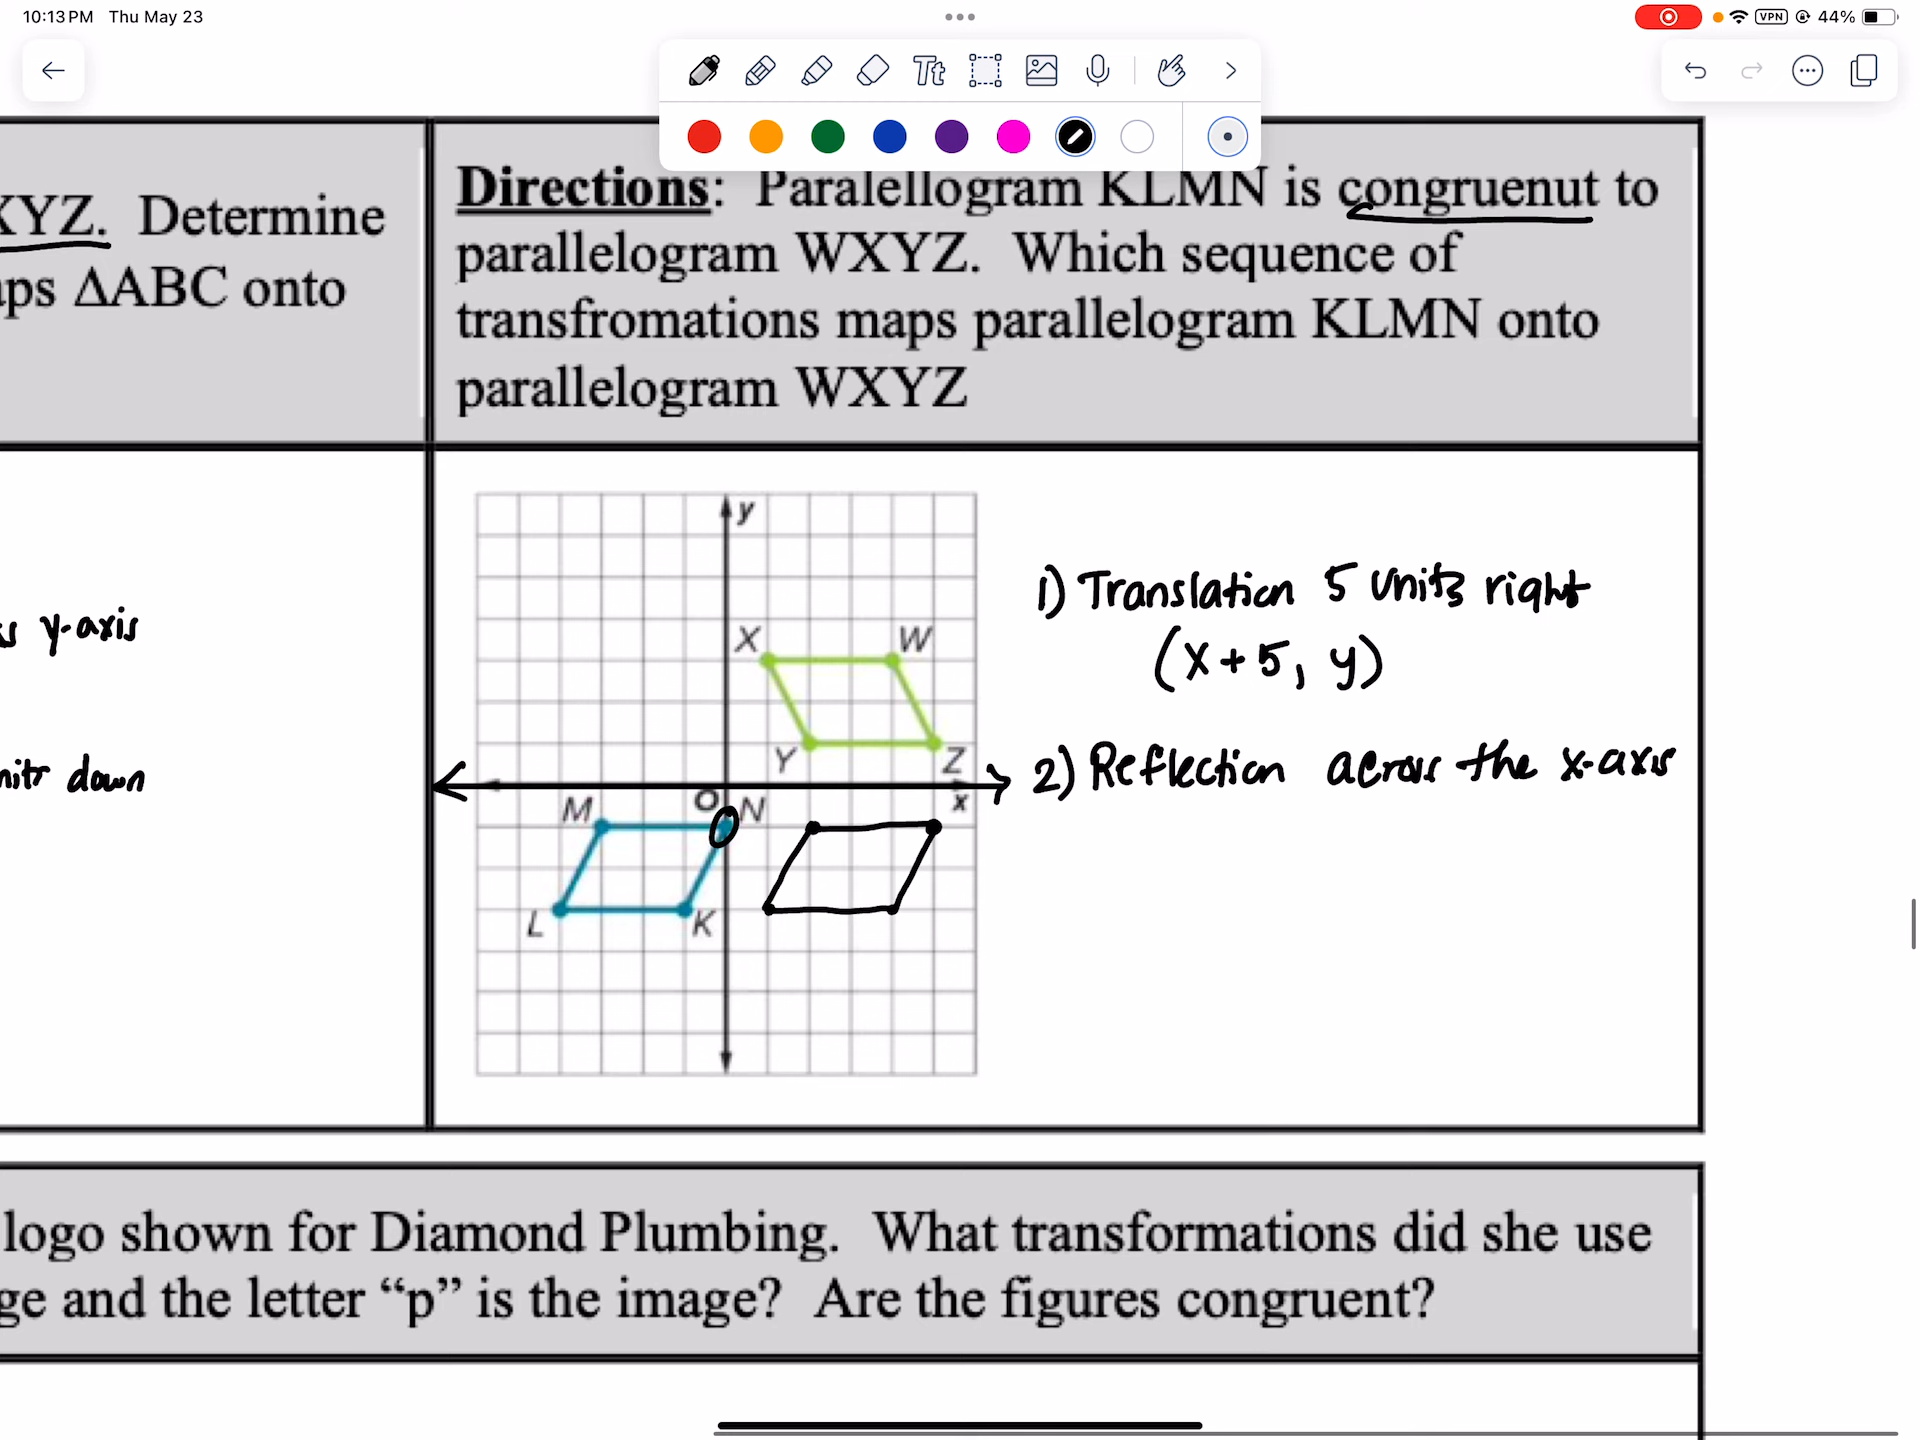 10:13 PM Thu May 23
VPN 44%
Tt
XYZ. Determine
aps ΔABC onto
Directions: Paralellogram KLMN is congruenut to
parallelogram WXYZ. Which sequence of
transfromations maps parallelogram KLMN onto
parallelogram WXYZ
y-axis
down
y
X W
Y Z
O x
M N
L K
1) Translation 5 units right
(x+5, y)
2) Reflection across the x-axis
logo shown for Diamond Plumbing. What transformations did she use
ge and the letter “p” is the image? Are the figures congruent?